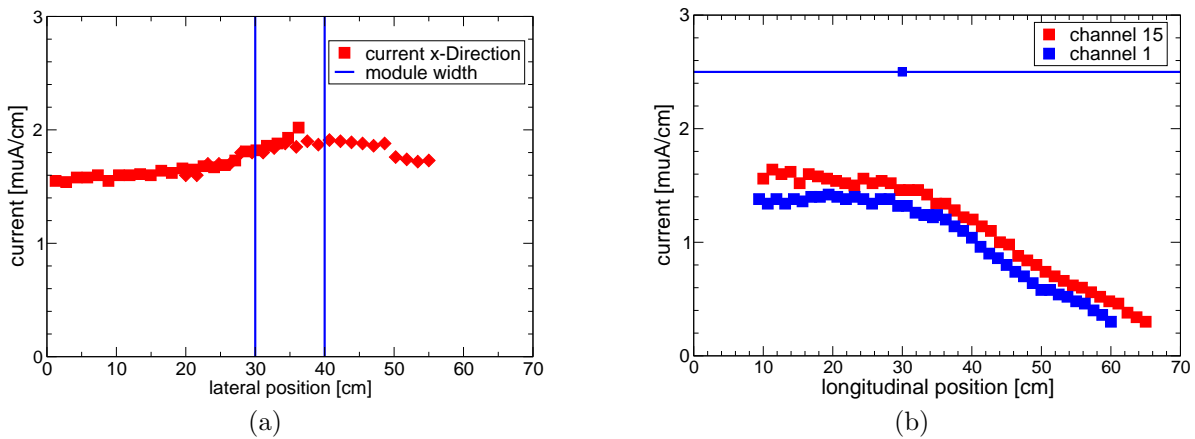 3
2
1
0
0
10
20
30
40
50
60
70
current [muA/cm]
lateral position [cm]
current x-Direction
module width
(a)
3
2
1
0
0
10
20
30
40
50
60
70
current [muA/cm]
longitudinal position [cm]
channel 15
channel 1
(b)